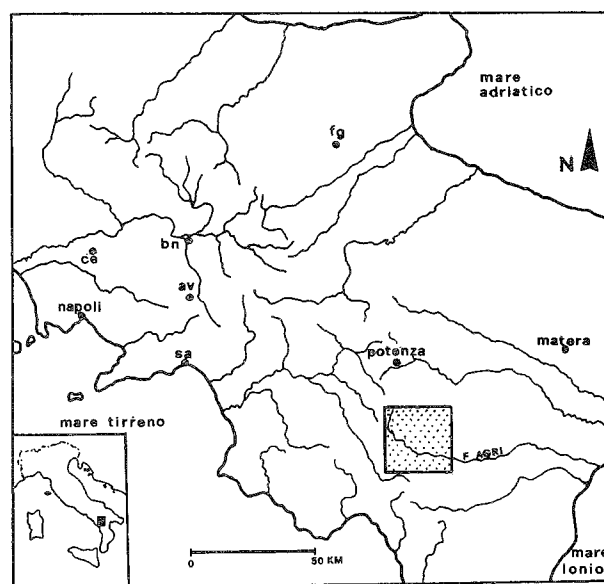 mare
adriatico
fg
N
bn
ce
av
napoli
matera
potenza
sa
mare tirreno
F. AGRI
0 50 KM
mare
Ionio